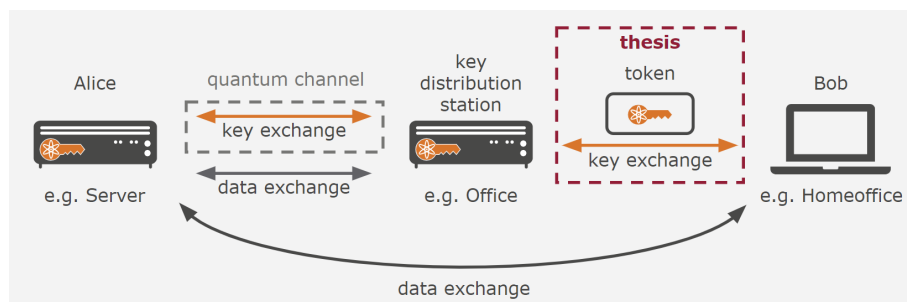 Alice
e.g. Server
quantum channel
key exchange
data exchange
key
distribution
station
e.g. Office
thesis
token
key exchange
Bob
e.g. Homeoffice
data exchange